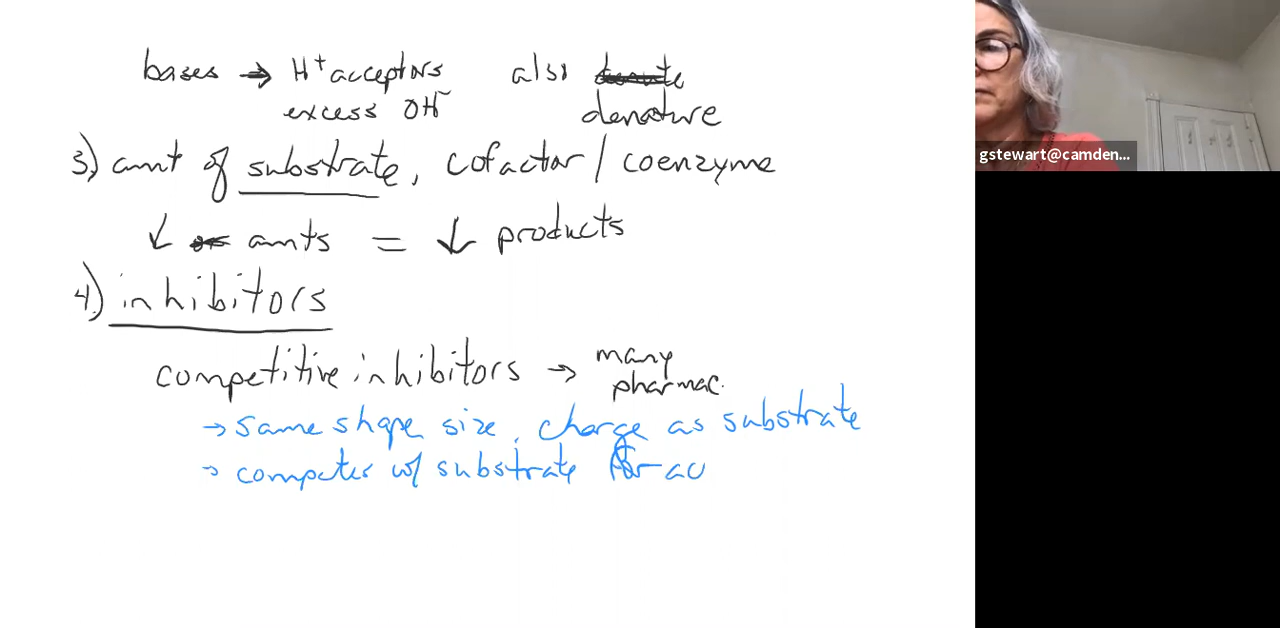 bases → H⁺ acceptors also
excess OH⁻ denature
3.) amt of substrate, cofactor / coenzyme
↓ amts = ↓ products
4.) inhibitors
competitive inhibitors → many
pharmac.
→ same shape size, charge as substrate
→ competes w/ substrate for ac
gstewart@camden...